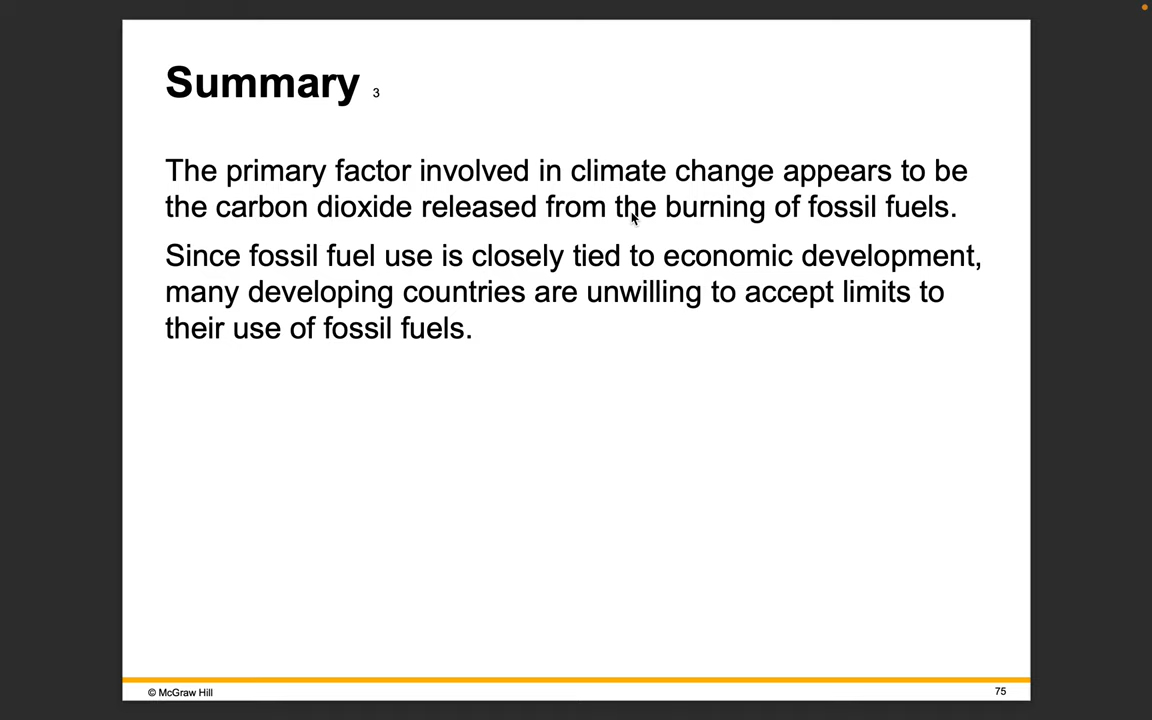 Summary 3
The primary factor involved in climate change appears to be
the carbon dioxide released from the burning of fossil fuels.
Since fossil fuel use is closely tied to economic development,
many developing countries are unwilling to accept limits to
their use of fossil fuels.
© McGraw Hill
75